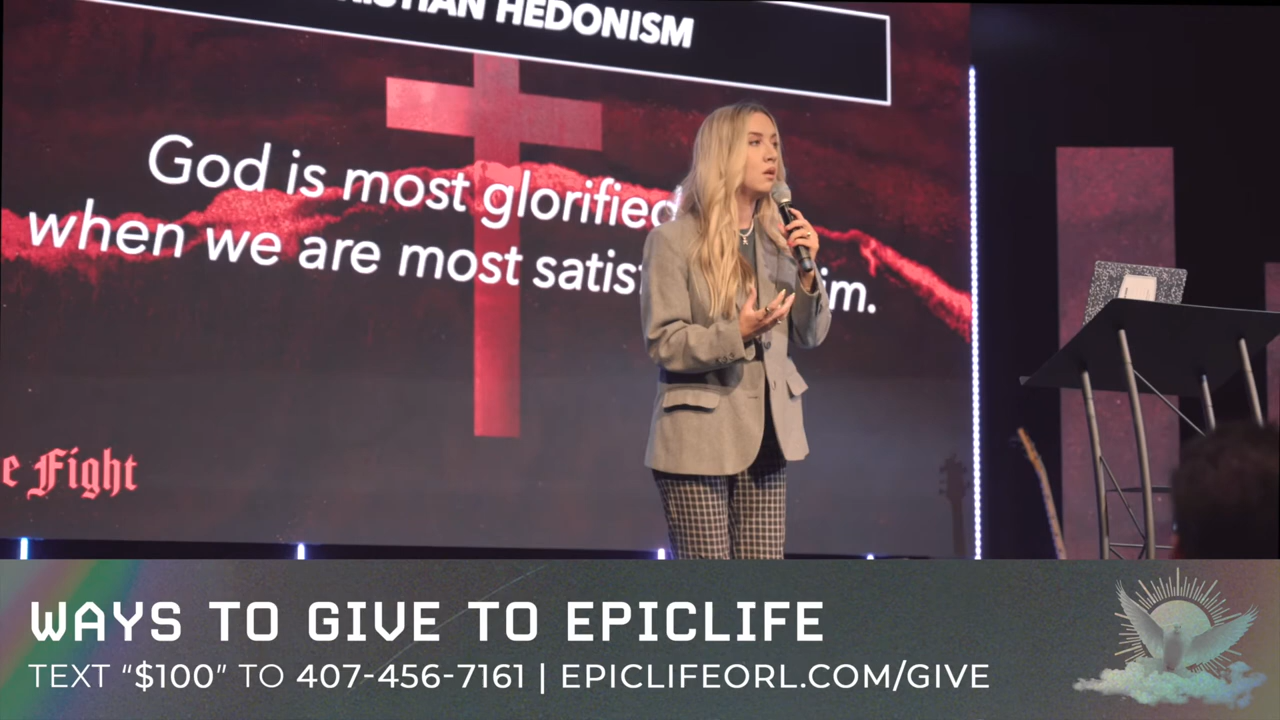 HEDONISM
God is most glorified
when we are most im.
e Fight
WAYS TO GIVE TO EPICLIFE
TEXT “$100” TO 407-456-7161 | EPICLIFEORL.COM/GIVE